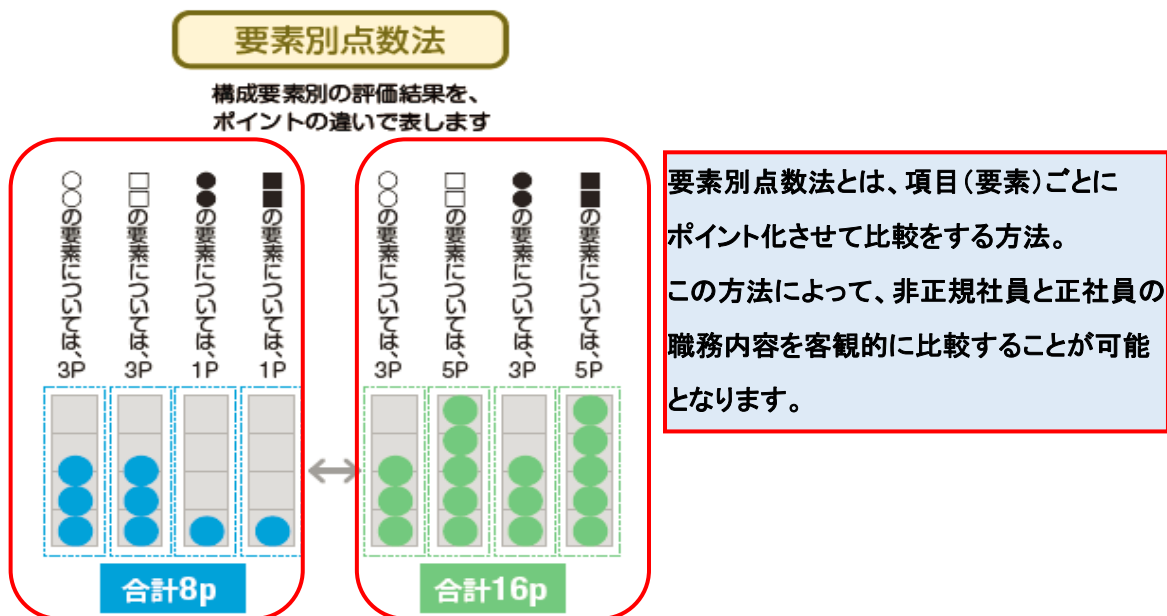 要素別点数法
構成要素別の評価結果を、
ポイントの違いで表します
○○の要素については、
3P
□□の要素については、
3P
●●の要素については、
1P
■■の要素については、
1P
合計8p
○○の要素については、
3P
□□の要素については、
5P
●●の要素については、
3P
■■の要素については、
5P
合計16p
要素別点数法とは、項目（要素）ごとに
ポイント化させて比較をする方法。
この方法によって、非正規社員と正社員の
職務内容を客観的に比較することが可能
となります。